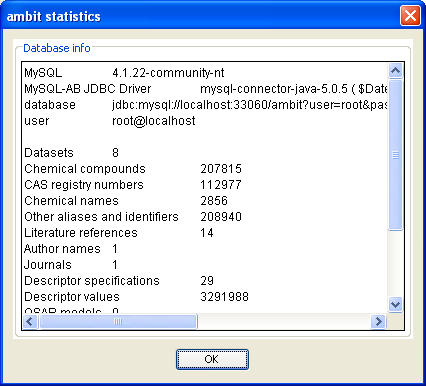 ambit statistics
Database info
MySQL 4.1.22-community-nt
MySQL-AB JDBC Driver mysql-connector-java-5.0.5 ( $Date
database jdbc:mysql://localhost:33060/ambit?user=root&pas
user root@localhost
Datasets 8
Chemical compounds 207815
CAS registry numbers 112977
Chemical names 2856
Other aliases and identifiers 208940
Literature references 14
Author names 1
Journals 1
Descriptor specifications 29
Descriptor values 3291988
QSAR models 0
OK